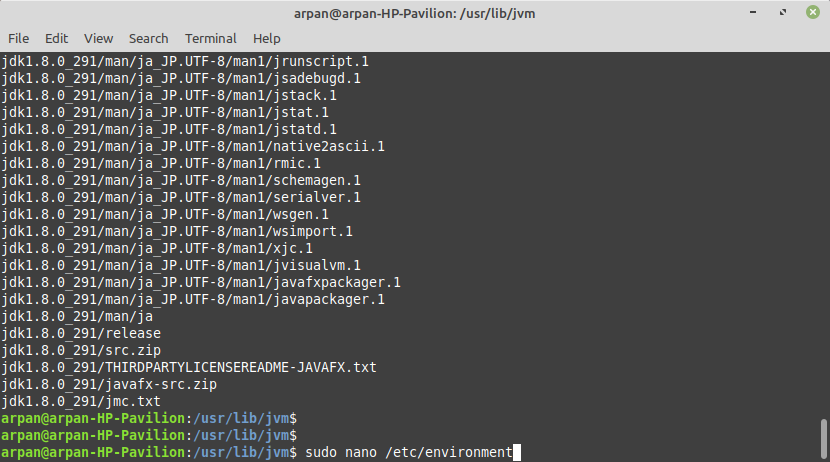 arpan@arpan-HP-Pavilion: /usr/lib/jvm
File Edit View Search Terminal Help
jdk1.8.0_291/man/ja_JP.UTF-8/man1/jrunscript.1
jdk1.8.0_291/man/ja_JP.UTF-8/man1/jsadebugd.1
jdk1.8.0_291/man/ja_JP.UTF-8/man1/jstack.1
jdk1.8.0_291/man/ja_JP.UTF-8/man1/jstat.1
jdk1.8.0_291/man/ja_JP.UTF-8/man1/jstatd.1
jdk1.8.0_291/man/ja_JP.UTF-8/man1/native2ascii.1
jdk1.8.0_291/man/ja_JP.UTF-8/man1/rmic.1
jdk1.8.0_291/man/ja_JP.UTF-8/man1/schemagen.1
jdk1.8.0_291/man/ja_JP.UTF-8/man1/serialver.1
jdk1.8.0_291/man/ja_JP.UTF-8/man1/wsgen.1
jdk1.8.0_291/man/ja_JP.UTF-8/man1/wsimport.1
jdk1.8.0_291/man/ja_JP.UTF-8/man1/xjc.1
jdk1.8.0_291/man/ja_JP.UTF-8/man1/jvisualvm.1
jdk1.8.0_291/man/ja_JP.UTF-8/man1/javafxpackager.1
jdk1.8.0_291/man/ja_JP.UTF-8/man1/javapackager.1
jdk1.8.0_291/man/ja
jdk1.8.0_291/release
jdk1.8.0_291/src.zip
jdk1.8.0_291/THIRDPARTYLICENSEREADME-JAVAFX.txt
jdk1.8.0_291/javafx-src.zip
jdk1.8.0_291/jmc.txt
arpan@arpan-HP-Pavilion:/usr/lib/jvm$
arpan@arpan-HP-Pavilion:/usr/lib/jvm$
arpan@arpan-HP-Pavilion:/usr/lib/jvm$ sudo nano /etc/environment